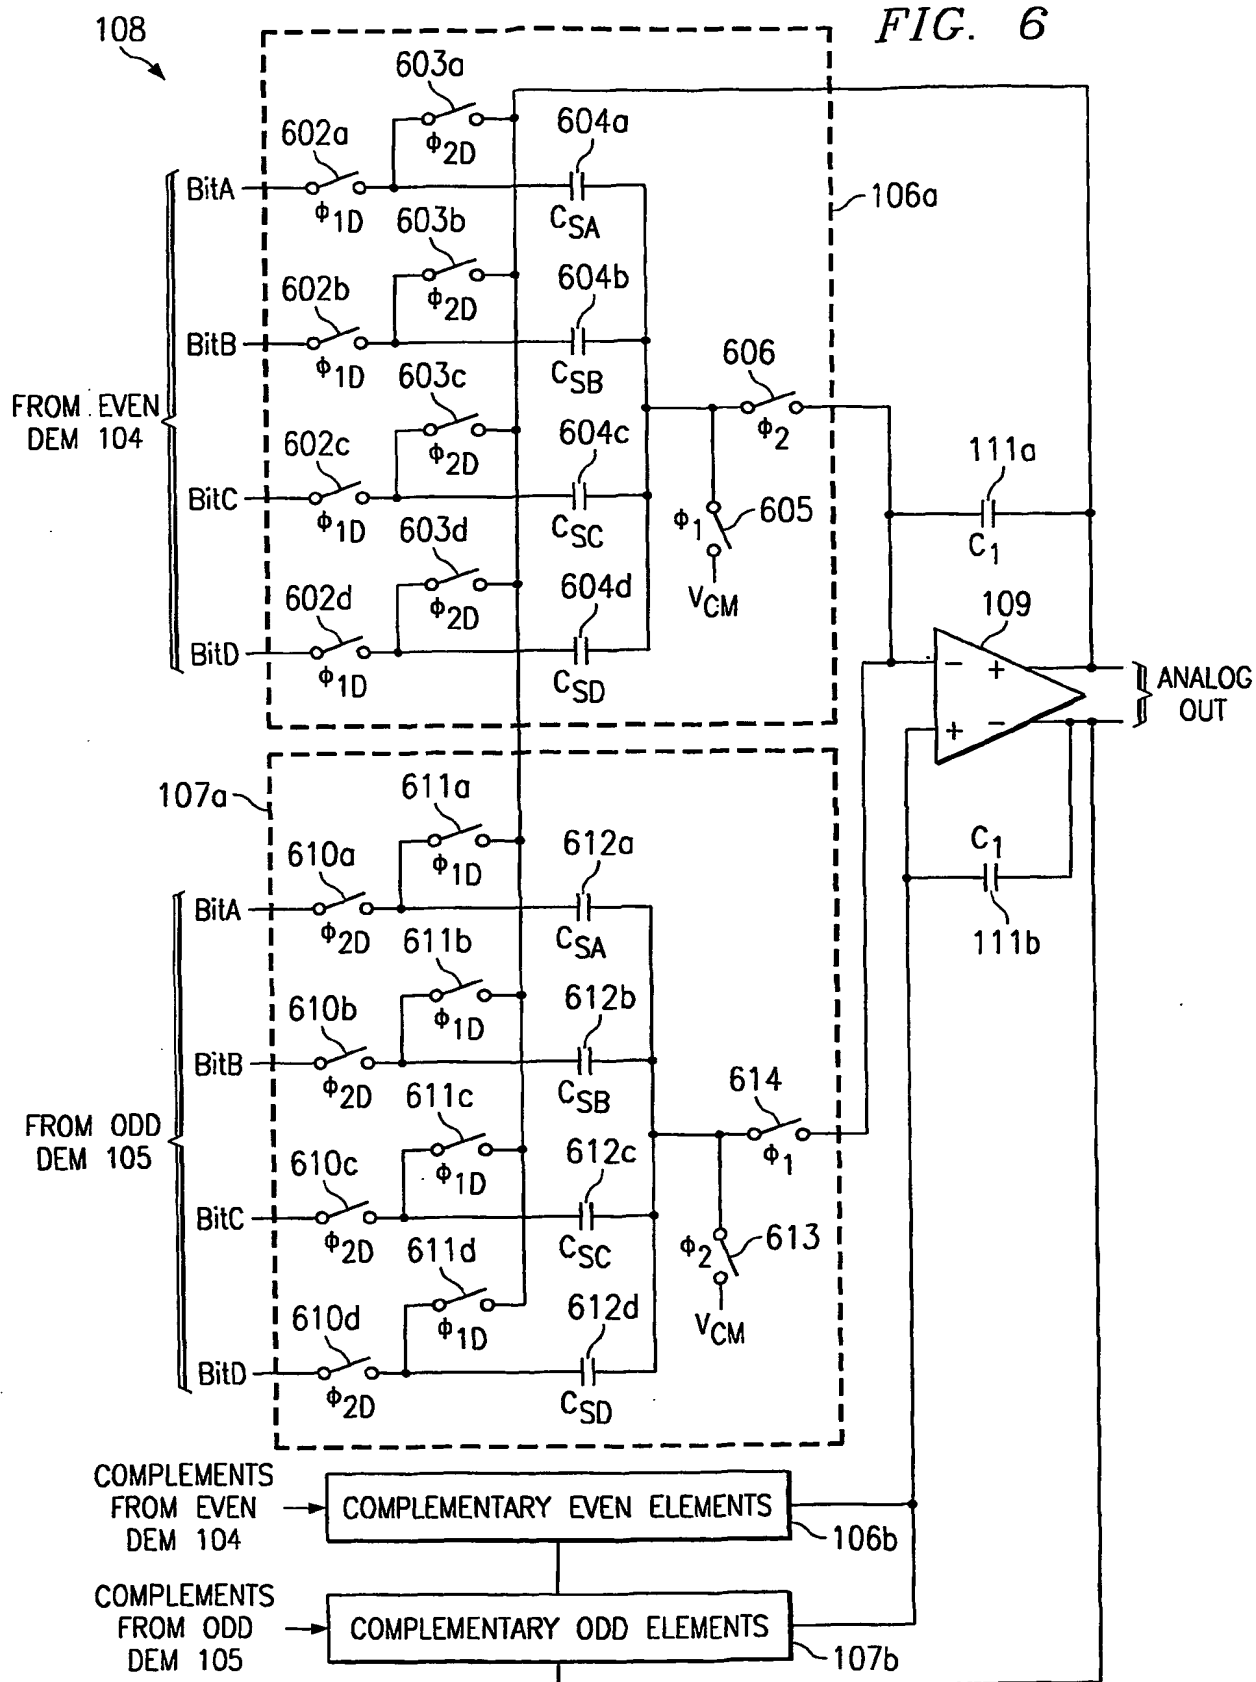 FIG. 6
108
603a
602a
604a
Φ2D
BitA
Φ1D
CSA
106a
603b
602b
604b
Φ2D
BitB
Φ1D
CSB
603c
606
FROM EVEN
DEM 104
602c
604c
Φ2D
Φ2
111a
BitC
Φ1D
CSC
Φ1
605
C1
603d
VCM
602d
604d
Φ2D
109
BitD
Φ1D
CSD
− +
+ −
ANALOG
OUT
107a
611a
610a
612a
Φ1D
C1
BitA
Φ2D
CSA
111b
611b
610b
612b
Φ1D
BitB
Φ2D
CSB
611c
614
FROM ODD
DEM 105
610c
612c
Φ1D
Φ1
BitC
Φ2D
CSC
Φ2
613
611d
VCM
610d
612d
Φ1D
BitD
Φ2D
CSD
COMPLEMENTS
FROM EVEN
DEM 104
COMPLEMENTARY EVEN ELEMENTS
106b
COMPLEMENTS
FROM ODD
DEM 105
COMPLEMENTARY ODD ELEMENTS
107b